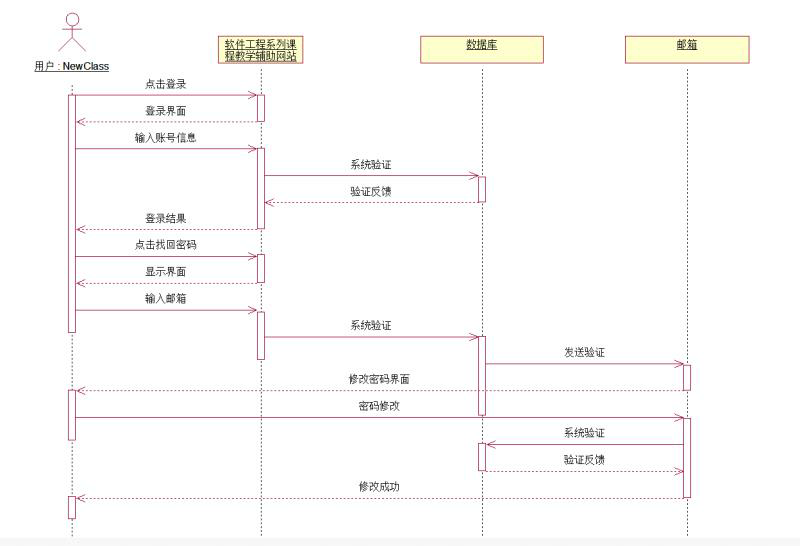 软件工程系列课
程教学辅助网站
数据库
邮箱
用户 : NewClass
点击登录
登录界面
输入账号信息
系统验证
验证反馈
登录结果
点击找回密码
显示界面
输入邮箱
系统验证
发送验证
修改密码界面
密码修改
系统验证
验证反馈
修改成功